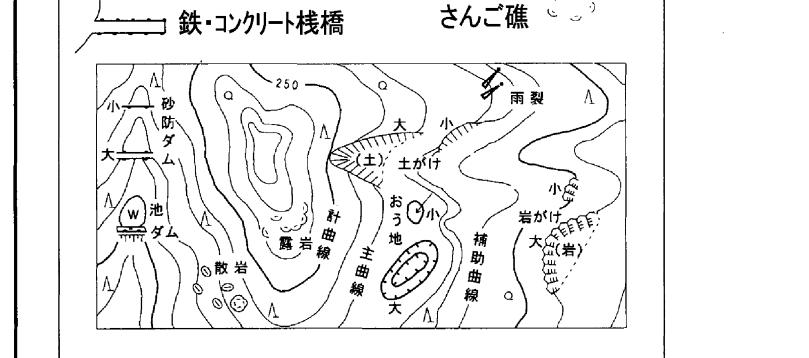 鉄・コンクリート桟橋
さんご礁
250
雨裂
小
砂防ダム
大
大
小
(土)
土がけ
W
池
ダム
おう地
小
大
小
岩がけ
大
(岩)
露岩
計曲線
主曲線
補助曲線
散岩